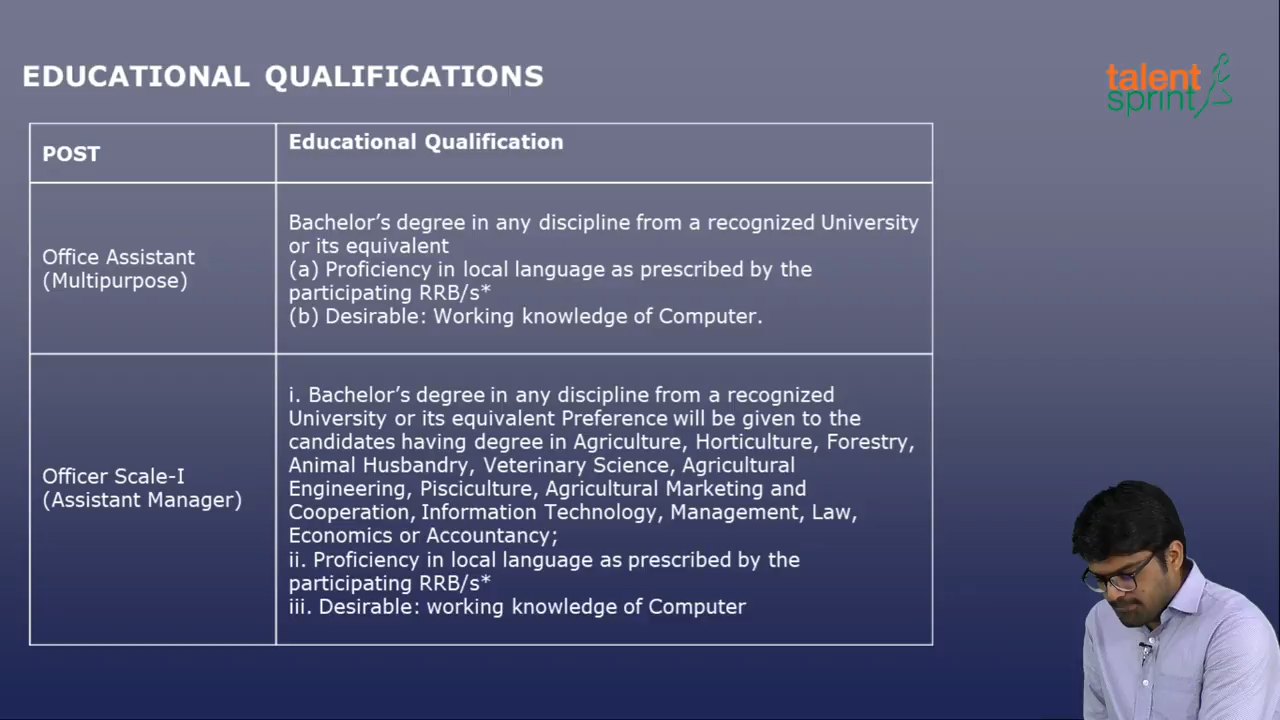 EDUCATIONAL QUALIFICATIONS
talent
sprint
POST
Educational Qualification
Office Assistant
(Multipurpose)
Bachelor’s degree in any discipline from a recognized University
or its equivalent
(a) Proficiency in local language as prescribed by the
participating RRB/s*
(b) Desirable: Working knowledge of Computer.
Officer Scale-I
(Assistant Manager)
i. Bachelor’s degree in any discipline from a recognized
University or its equivalent Preference will be given to the
candidates having degree in Agriculture, Horticulture, Forestry,
Animal Husbandry, Veterinary Science, Agricultural
Engineering, Pisciculture, Agricultural Marketing and
Cooperation, Information Technology, Management, Law,
Economics or Accountancy;
ii. Proficiency in local language as prescribed by the
participating RRB/s*
iii. Desirable: working knowledge of Computer